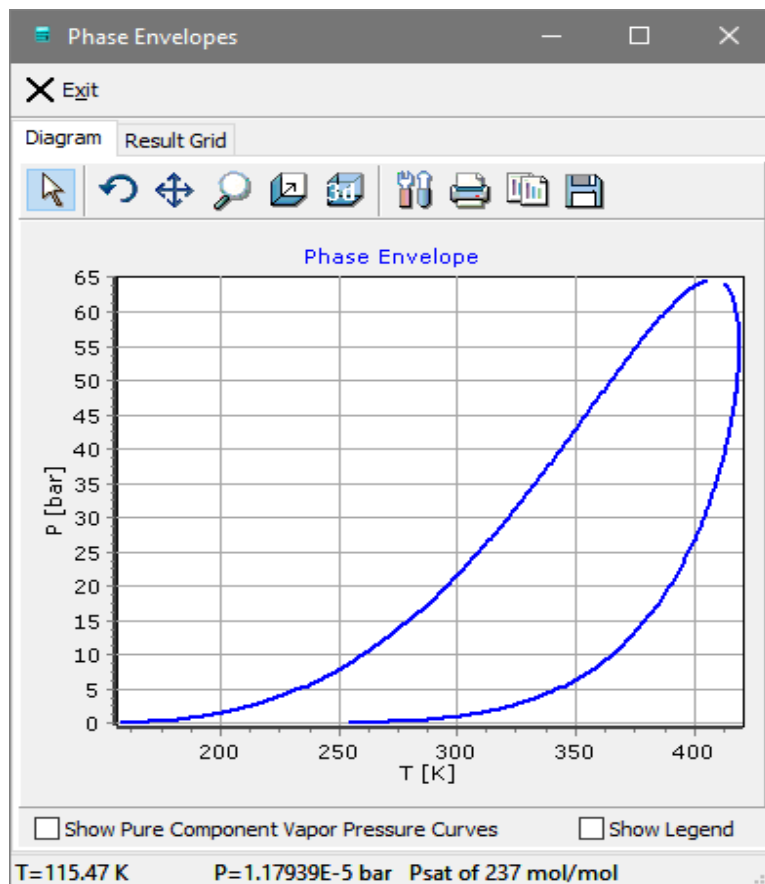 Phase Envelopes
Exit
Diagram Result Grid
3d
Phase Envelope
65
60
55
50
45
40
35
30
25
20
15
10
5
0
P [bar]
200 250 300 350 400
T [K]
Show Pure Component Vapor Pressure Curves Show Legend
T=115.47 K P=1.17939E-5 bar Psat of 237 mol/mol